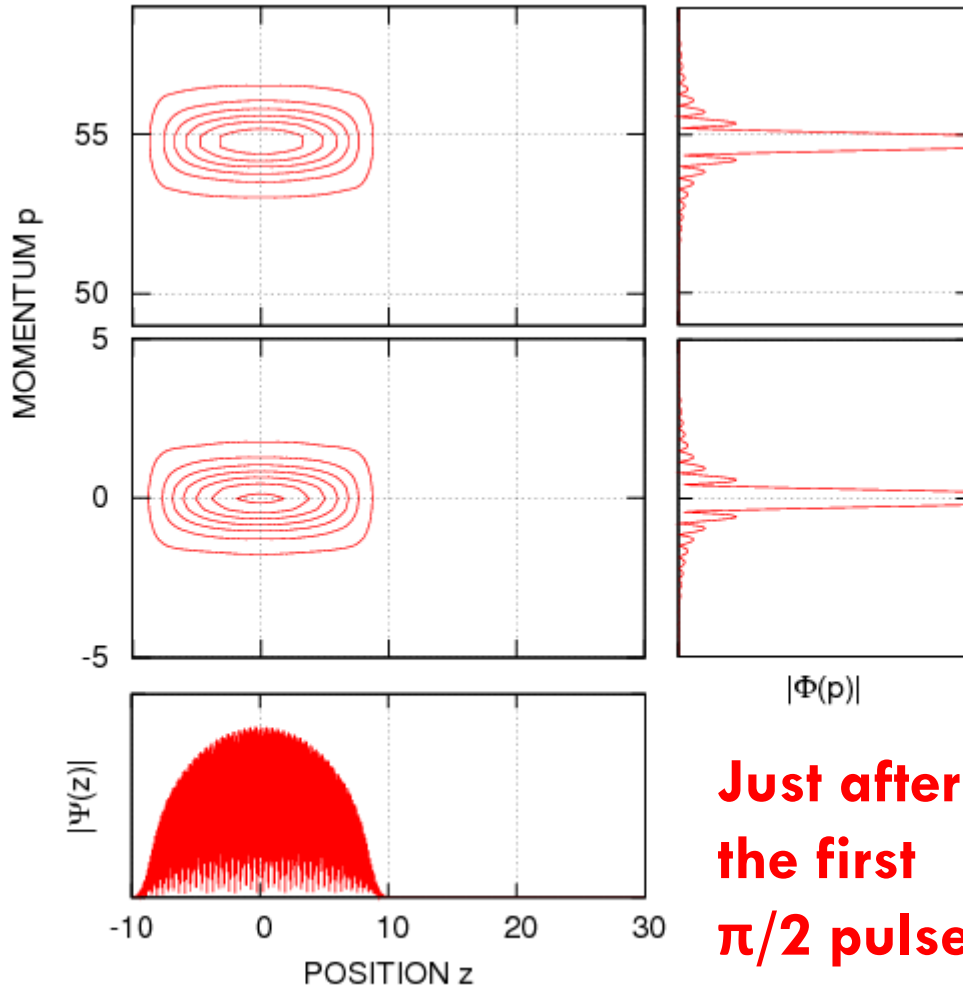 MOMENTUM p
55
50
5
0
-5
|Φ(p)|
|Ψ(z)|
-10 0 10 20 30
POSITION z
Just after
the first
π/2 pulse